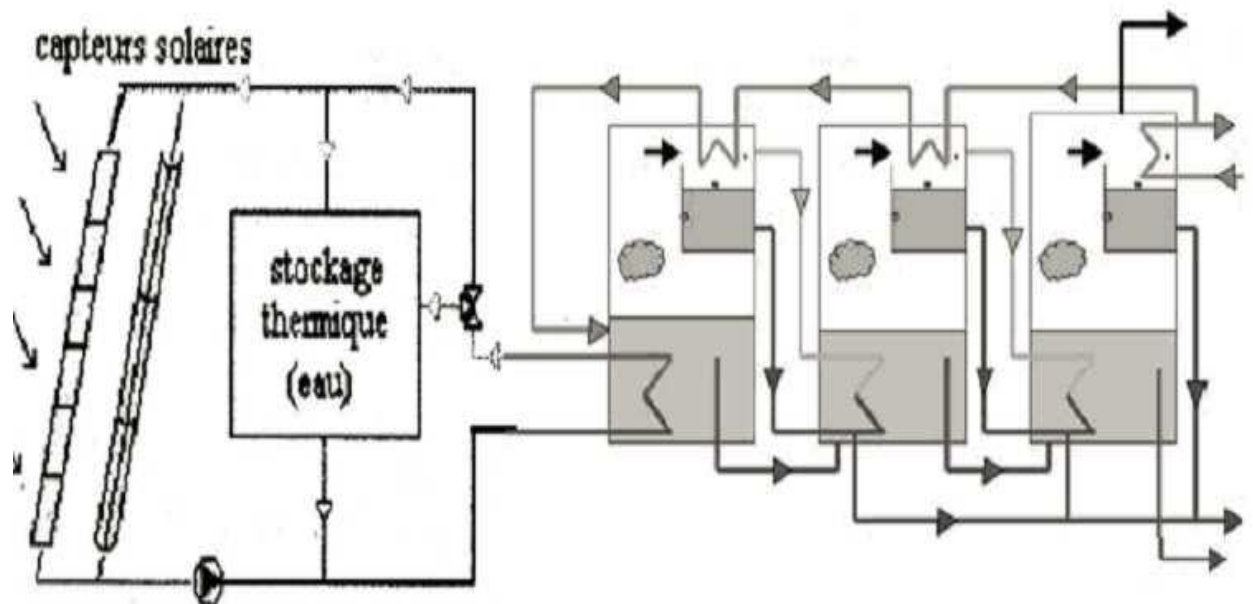 capteurs solaires
stockage
thermique
(eau)